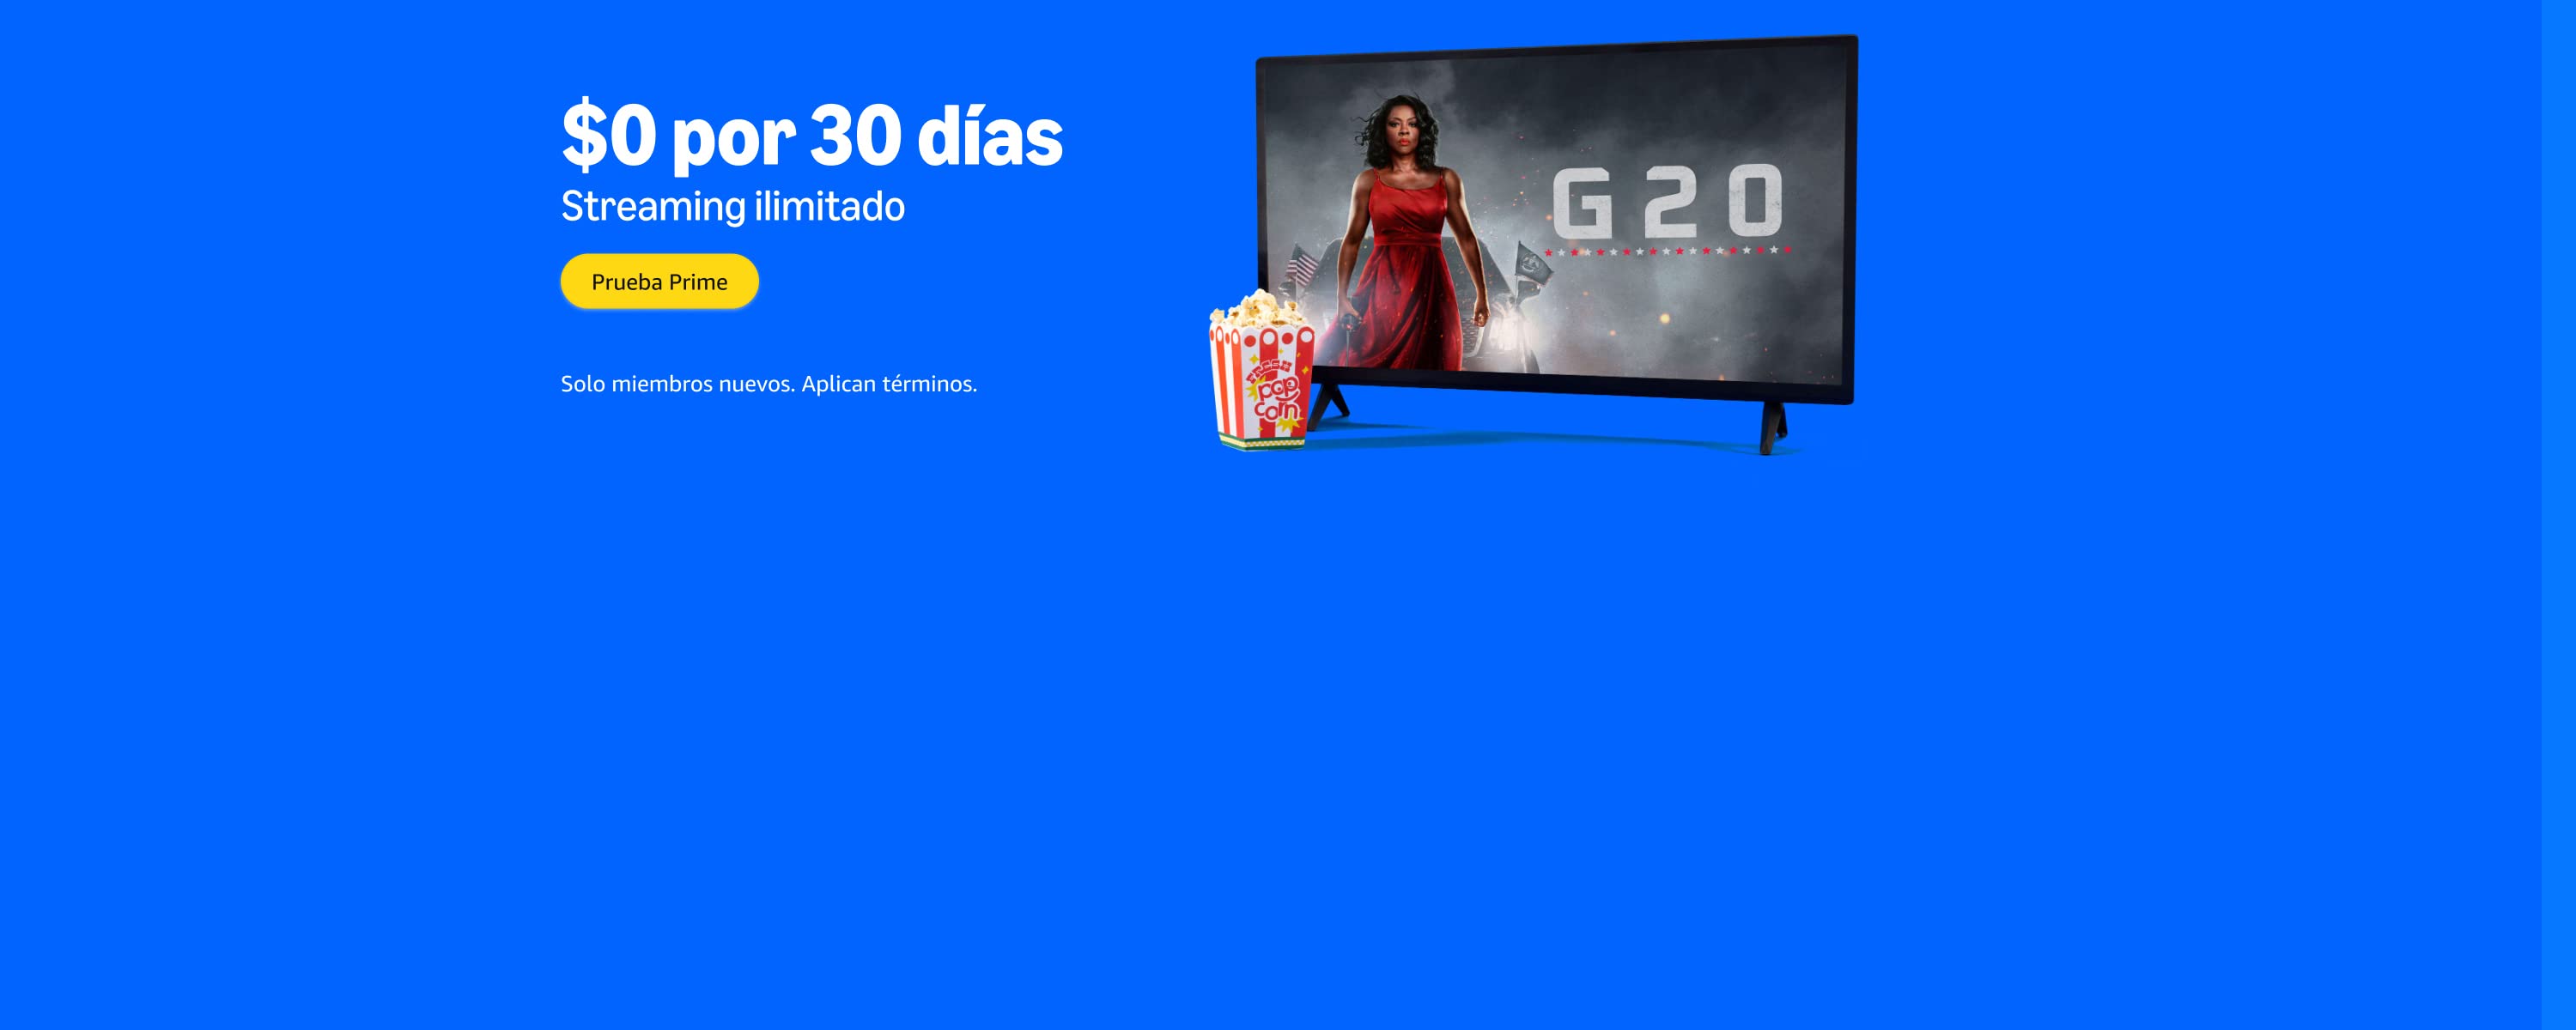 $0 por 30 días
Streaming ilimitado
Prueba Prime
Solo miembros nuevos. Aplican términos.
G20
FRESH
pop
corn